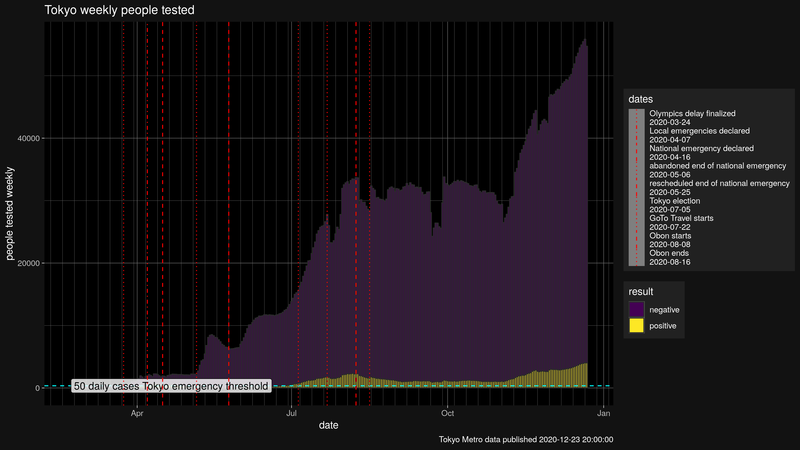 Tokyo weekly people tested
people tested weekly
40000
20000
0
50 daily cases Tokyo emergency threshold
Apr
Jul
Oct
Jan
date
dates
Olympics delay finalized
2020-03-24
Local emergencies declared
2020-04-07
National emergency declared
2020-04-16
abandoned end of national emergency
2020-05-06
rescheduled end of national emergency
2020-05-25
Tokyo election
2020-07-05
GoTo Travel starts
2020-07-22
Obon starts
2020-08-08
Obon ends
2020-08-16
result
negative
positive
Tokyo Metro data published 2020-12-23 20:00:00